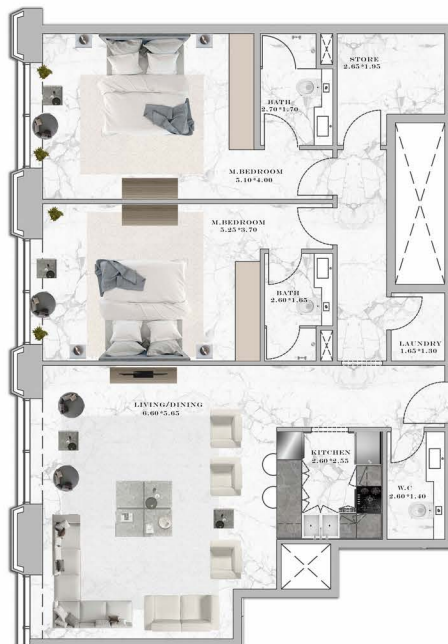 STORE
2.65*1.95
BATH
2.70*1.70
M.BEDROOM
5.10*4.00
M.BEDROOM
5.25*3.70
BATH
2.60*1.65
LAUNDRY
1.65*1.30
LIVING/DINING
6.60*5.65
KITCHEN
2.60*2.55
W.C
2.60*1.40